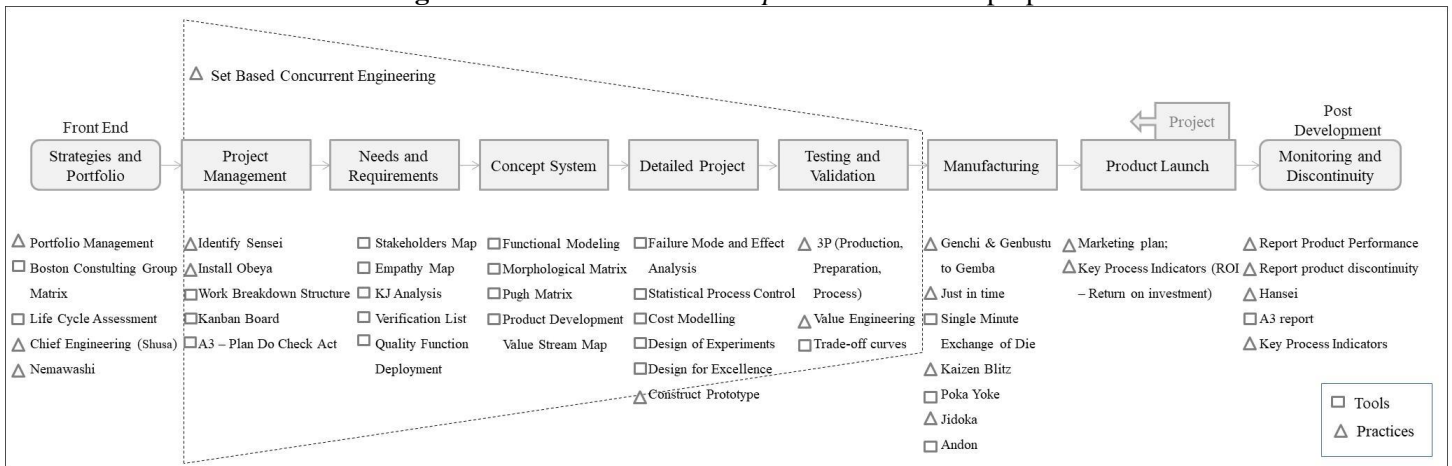 Set Based Concurrent Engineering
Front End
Strategies and
Portfolio
Project
Management
Needs and
Requirements
Concept System
Detailed Project
Testing and
Validation
Manufacturing
Project
Product Launch
Post
Development
Monitoring and
Discontinuity
Portfolio Management
Boston Constulting Group
Matrix
Life Cycle Assessment
Chief Engineering (Shusa)
Nemawashi
Identify Sensei
Install Obeya
Work Breakdown Structure
Kanban Board
A3 – Plan Do Check Act
Stakeholders Map
Empathy Map
KJ Analysis
Verification List
Quality Function
Deployment
Functional Modeling
Morphological Matrix
Pugh Matrix
Product Development
Value Stream Map
Failure Mode and Effect
Analysis
Statistical Process Control
Cost Modelling
Design of Experiments
Design for Excellence
Construct Prototype
3P (Production,
Preparation,
Process)
Value Engineering
Trade-off curves
Genchi & Genbustu
to Gemba
Just in time
Single Minute
Exchange of Die
Kaizen Blitz
Poka Yoke
Jidoka
Andon
Marketing plan;
Key Process Indicators (ROI
– Return on investment)
Report Product Performance
Report product discontinuity
Hansei
A3 report
Key Process Indicators
Tools
Practices